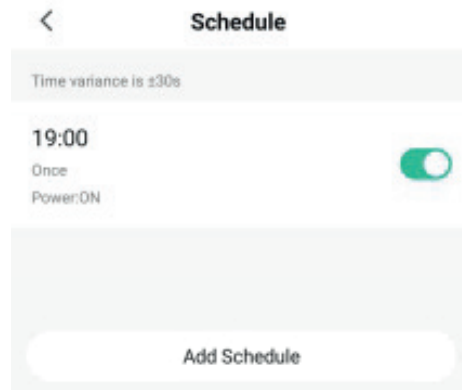 Schedule
Time variance is ±30s
19:00
Once
Power:ON
Add Schedule